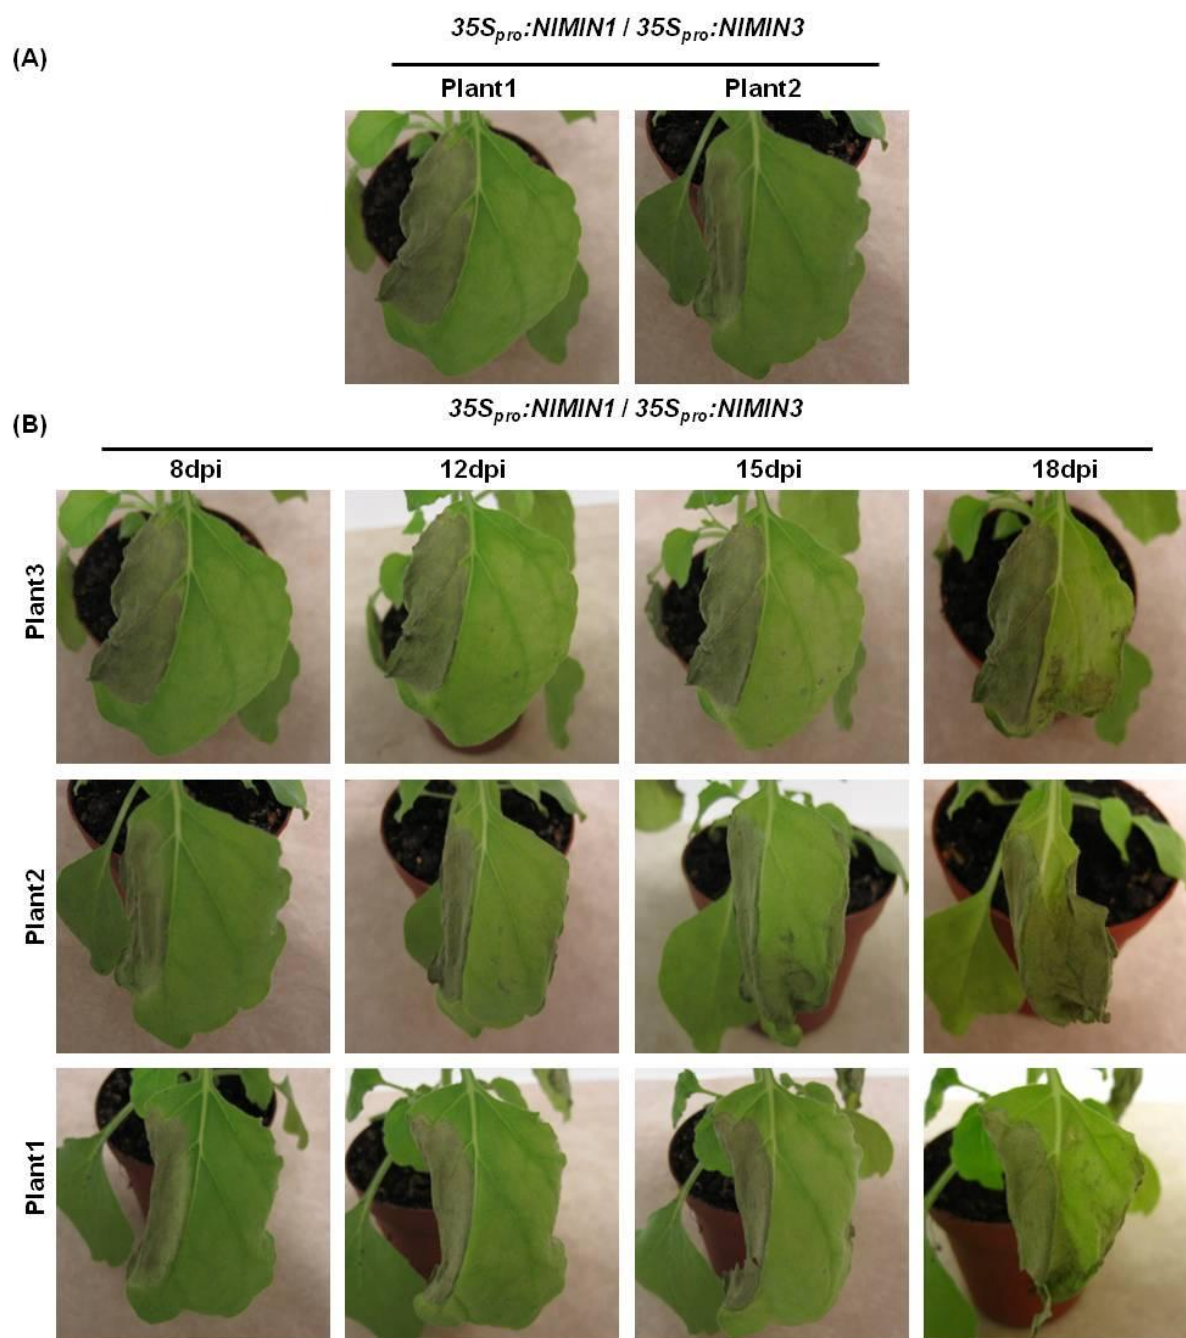 (A)
35Spro:NIMIN1 / 35Spro:NIMIN3
Plant1 Plant2
(B)
35Spro:NIMIN1 / 35Spro:NIMIN3
8dpi 12dpi 15dpi 18dpi
Plant3
Plant2
Plant1